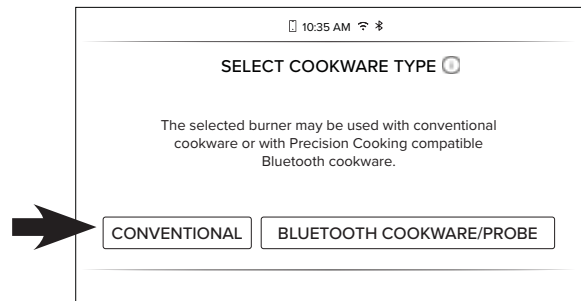 10:35 AM
SELECT COOKWARE TYPE
The selected burner may be used with conventional
cookware or with Precision Cooking compatible
Bluetooth cookware.
CONVENTIONAL
BLUETOOTH COOKWARE/PROBE